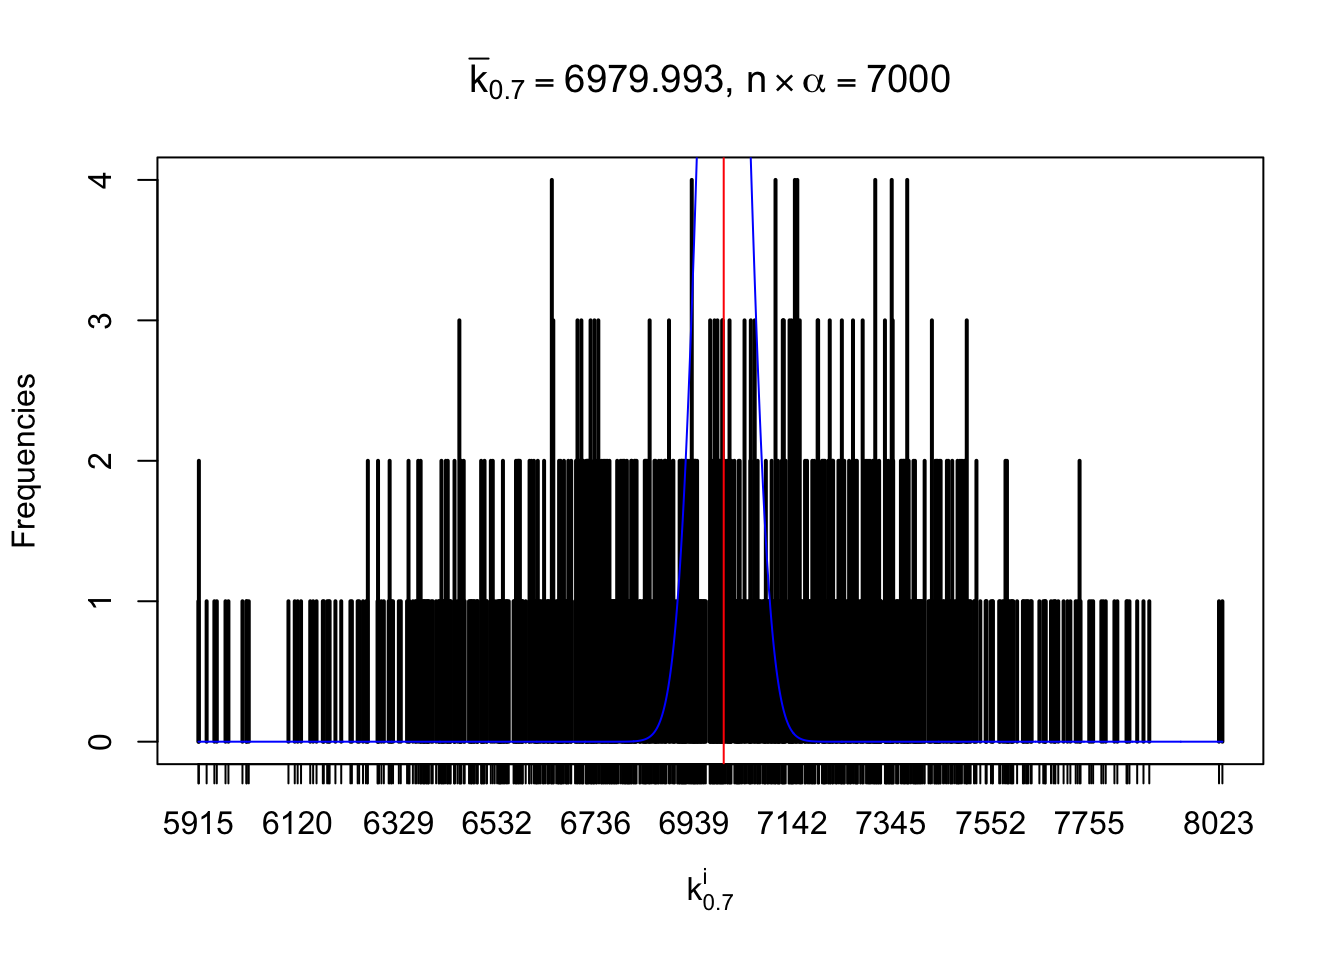 k̅₀.₇ = 6979.993, n × α = 7000
4
3
2
1
0
Frequencies
5915 6120 6329 6532 6736 6939 7142 7345 7552 7755 8023
kⁱ₀.₇